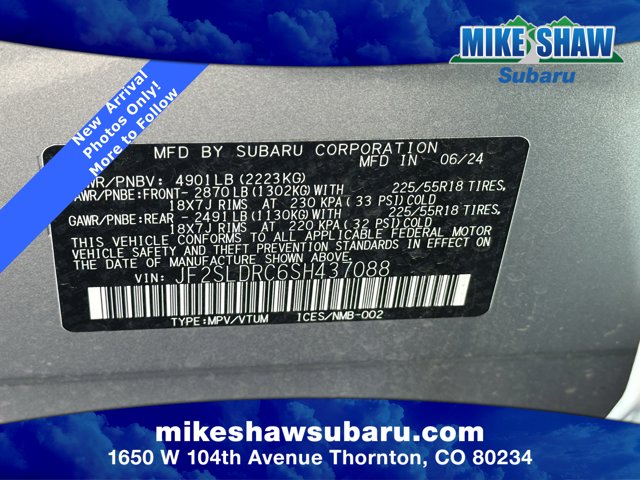 MIKE SHAW
Subaru
New Arrival
Photos Only!
More to Follow
MFD BY SUBARU CORPORATION
MFD IN 06/24
GVWR/PNBV: 4901LB (2223KG)
GAWR/PNBE:FRONT- 2870LB (1302KG)WITH 225/55R18 TIRES,
18X7J RIMS AT 230 KPA (33 PSI) COLD
GAWR/PNBE:REAR - 2491LB (1130KG)WITH 225/55R18 TIRES,
18X7J RIMS AT 220 KPA (32 PSI) COLD
THIS VEHICLE CONFORMS TO ALL APPLICABLE FEDERAL MOTOR
VEHICLE SAFETY AND THEFT PREVENTION STANDARDS IN EFFECT ON
THE DATE OF MANUFACTURE SHOWN ABOVE.
VIN: JF2SLDRC6SH437088
TYPE:MPV/VTUM ICES/NMB-002
mikeshawsubaru.com
1650 W 104th Avenue Thornton, CO 80234